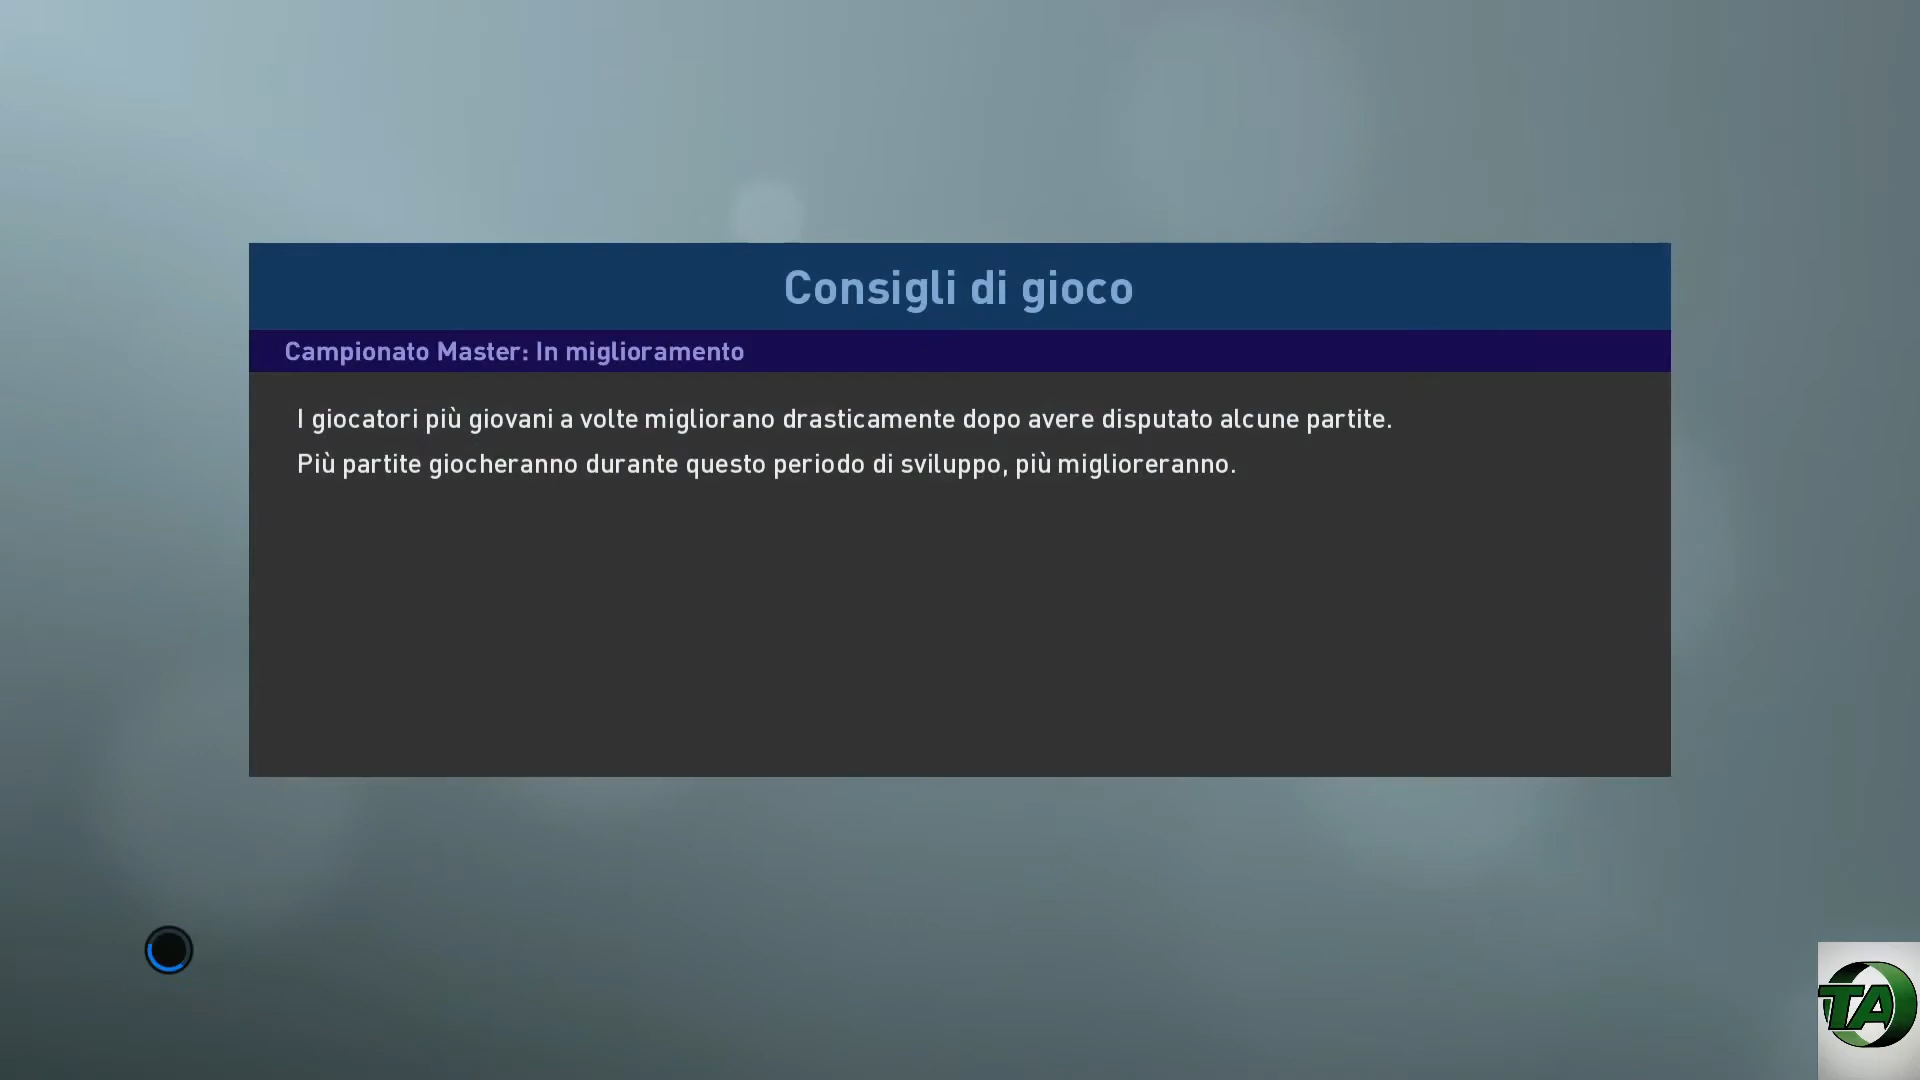 Consigli di gioco
Campionato Master: In miglioramento
I giocatori più giovani a volte migliorano drasticamente dopo avere disputato alcune partite.
Più partite giocheranno durante questo periodo di sviluppo, più miglioreranno.
TA